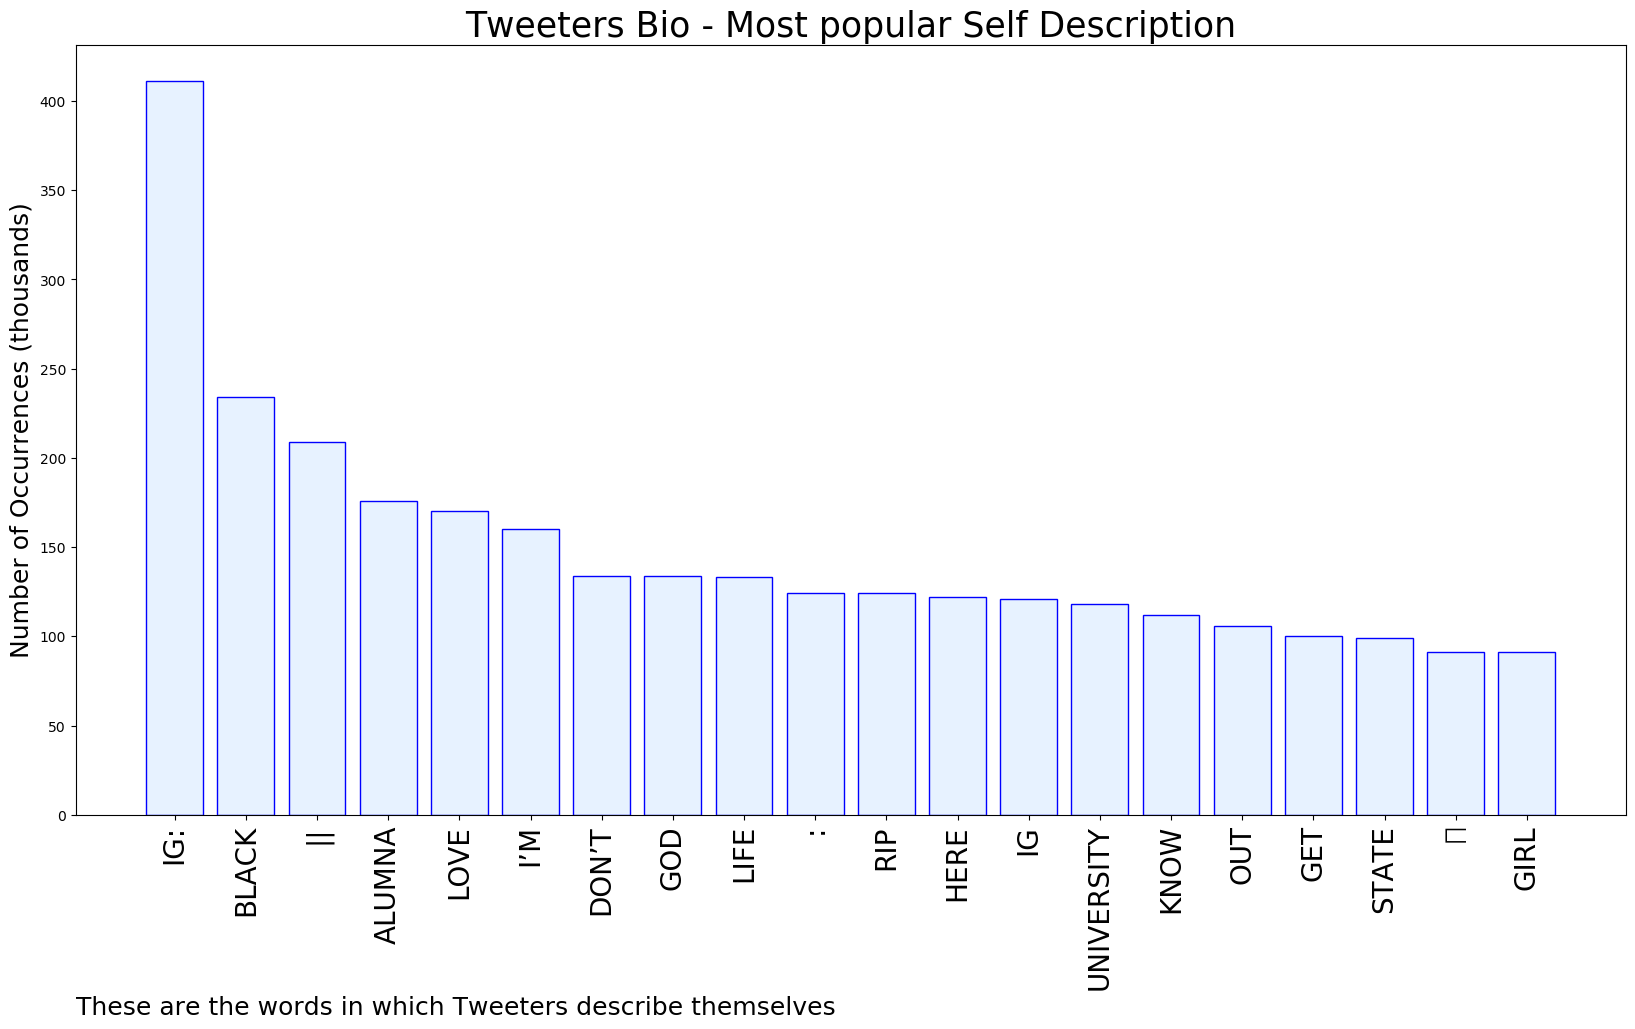 Tweeters Bio - Most popular Self Description
Number of Occurrences (thousands)
400
350
300
250
200
150
100
50
0
IG:
BLACK
||
ALUMNA
LOVE
I’M
DON’T
GOD
LIFE
:
RIP
HERE
IG
UNIVERSITY
KNOW
OUT
GET
STATE
GIRL
These are the words in which Tweeters describe themselves